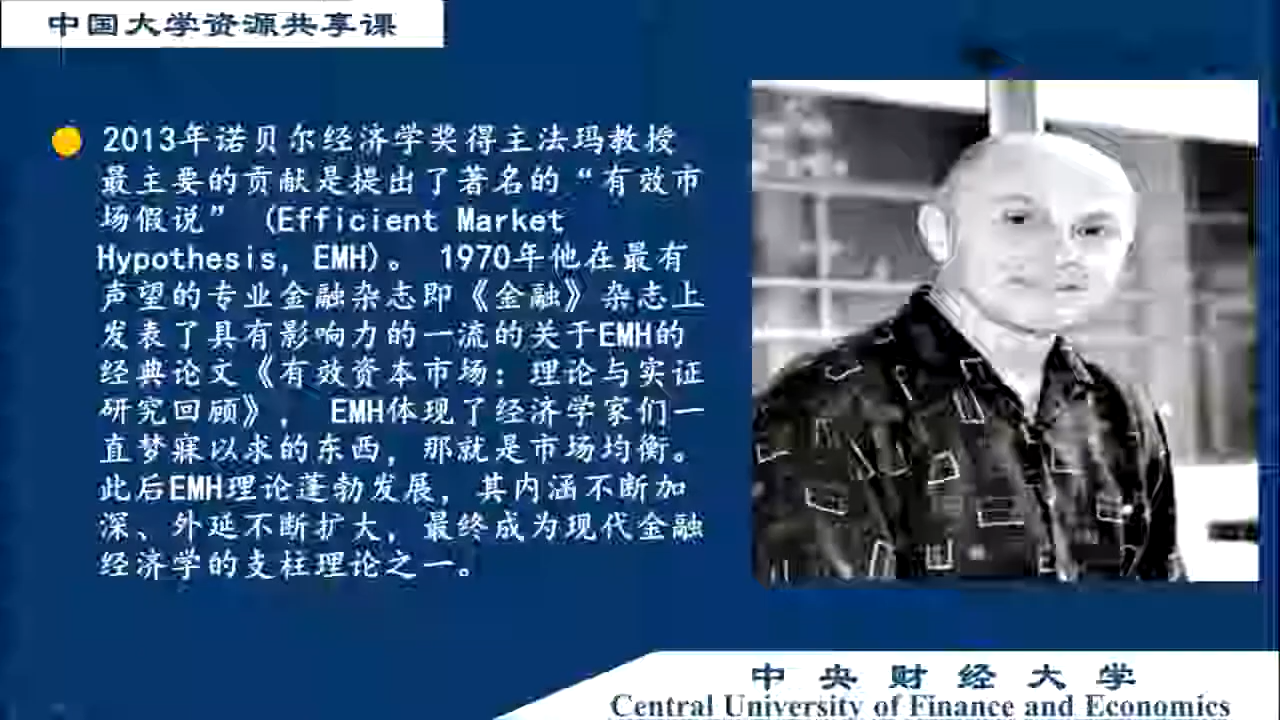 中国大学资源共享课
2013年诺贝尔经济学奖得主法玛教授
最主要的贡献是提出了著名的“有效市
场假说” (Efficient Market
Hypothesis, EMH)。 1970年他在最有
声望的专业金融杂志即《金融》杂志上
发表了具有影响力的一流的关于EMH的
经典论文《有效资本市场：理论与实证
研究回顾》， EMH体现了经济学家们一
直梦寐以求的东西，那就是市场均衡。
此后EMH理论蓬勃发展，其内涵不断加
深、外延不断扩大，最终成为现代金融
经济学的支柱理论之一。
中央财经大学
Central University of Finance and Economics